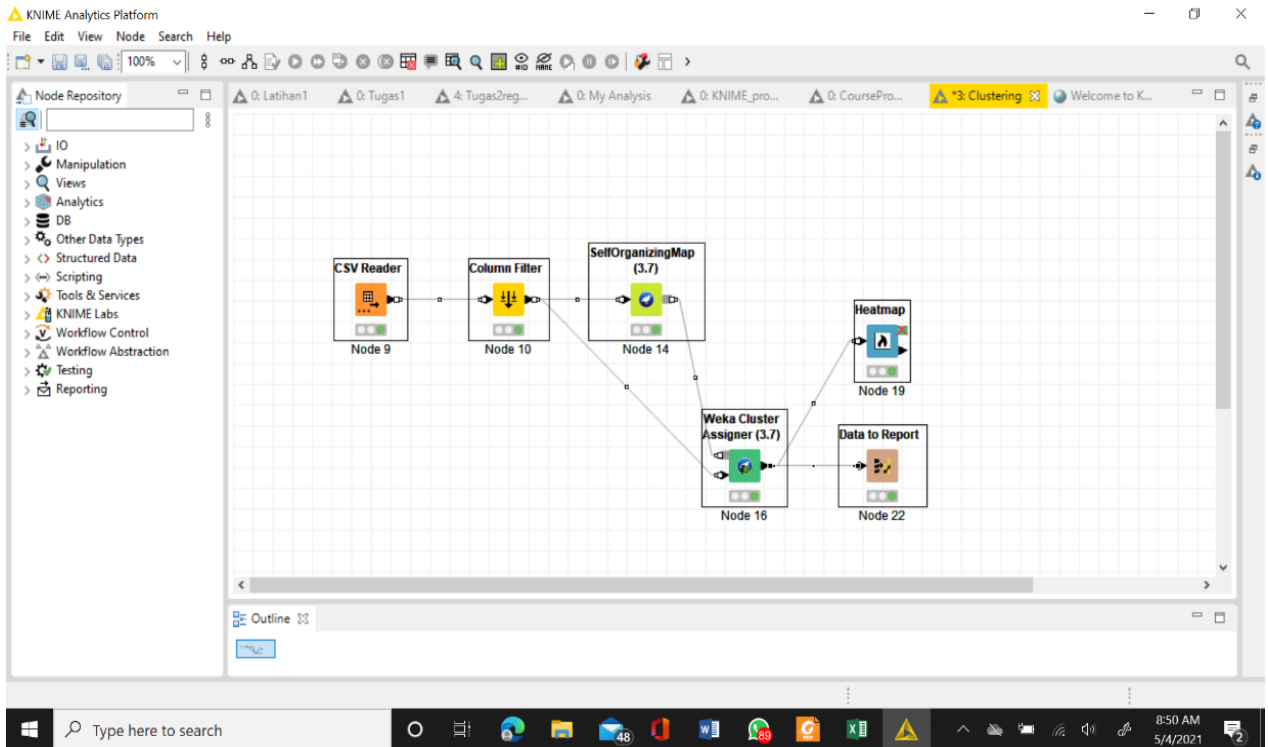 KNIME Analytics Platform
File Edit View Node Search Help
100%
Node Repository
0: Latihan1
0: Tugas1
4: Tugas2reg...
0: My Analysis
0: KNIME_pro...
0: CoursePro...
*3: Clustering
Welcome to K...
IO
Manipulation
Views
Analytics
DB
Other Data Types
Structured Data
Scripting
Tools & Services
KNIME Labs
Workflow Control
Workflow Abstraction
Testing
Reporting
CSV Reader
Node 9
Column Filter
Node 10
SelfOrganizingMap
(3.7)
Node 14
Heatmap
Node 19
Weka Cluster
Assigner (3.7)
Node 16
Data to Report
Node 22
Outline
Type here to search
48
89
8:50 AM
5/4/2021
2